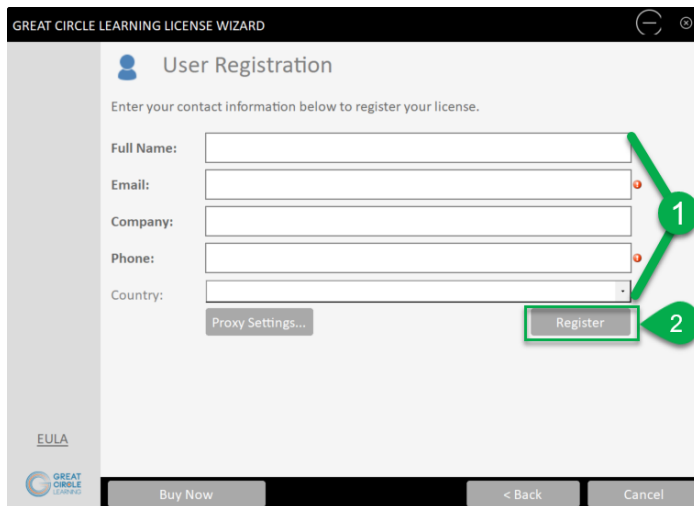 GREAT CIRCLE LEARNING LICENSE WIZARD
User Registration
Enter your contact information below to register your license.
Full Name:
Email:
Company:
Phone:
Country:
1
Proxy Settings...
Register
2
EULA
GREAT
CIRCLE
LEARNING
Buy Now
< Back
Cancel